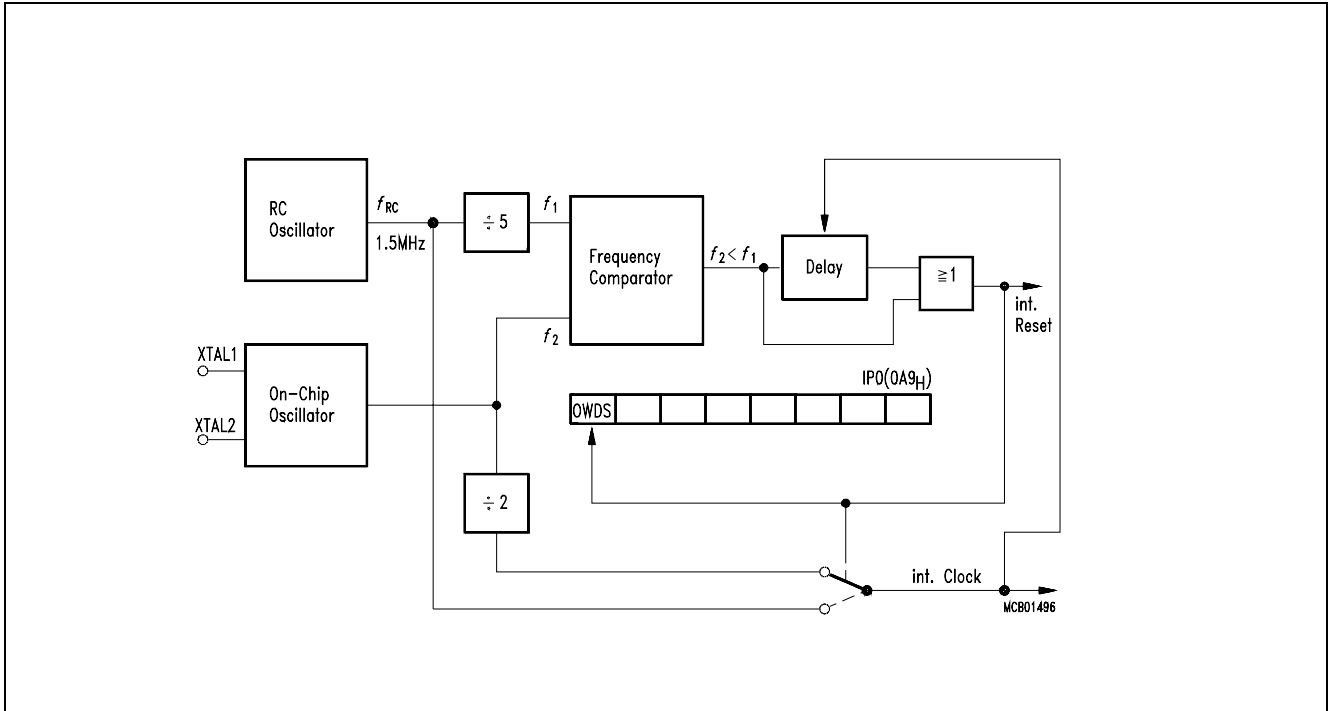 RC
Oscillator
fRC
1.5MHz
÷ 5
f1
Frequency
Comparator
f2
f2< f1
Delay
≧1
int.
Reset
XTAL1
XTAL2
On-Chip
Oscillator
÷ 2
IP0(0A9H)
OWDS
int. Clock
MCB01496